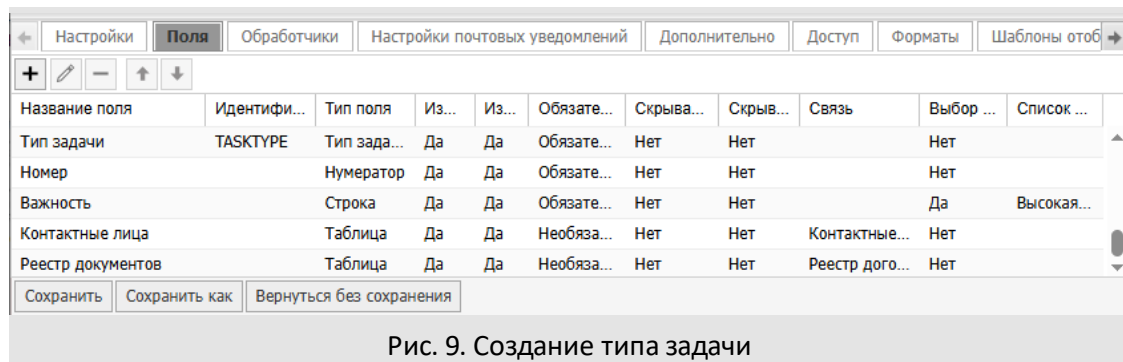 Настройки Поля Обработчики Настройки почтовых уведомлений Дополнительно Доступ Форматы Шаблоны отоб
Название поля Идентифи... Тип поля Из... Из... Обязате... Скрыва... Скрыв... Связь Выбор ... Список ...
Тип задачи TASKTYPE Тип зада... Да Да Обязате... Нет Нет Нет
Номер Нумератор Да Да Обязате... Нет Нет Нет
Важность Строка Да Да Обязате... Нет Нет Да Высокая...
Контактные лица Таблица Да Да Необяза... Нет Нет Контактные... Нет
Реестр документов Таблица Да Да Необяза... Нет Нет Реестр дого... Нет
Сохранить Сохранить как Вернуться без сохранения
Рис. 9. Создание типа задачи